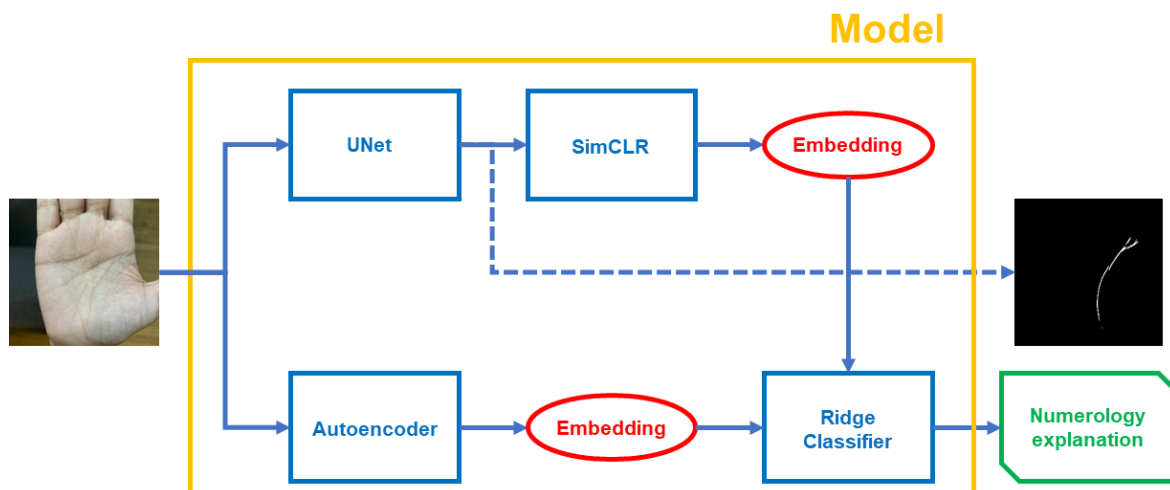 Model
UNet
SimCLR
Embedding
Autoencoder
Embedding
Ridge
Classifier
Numerology
explanation